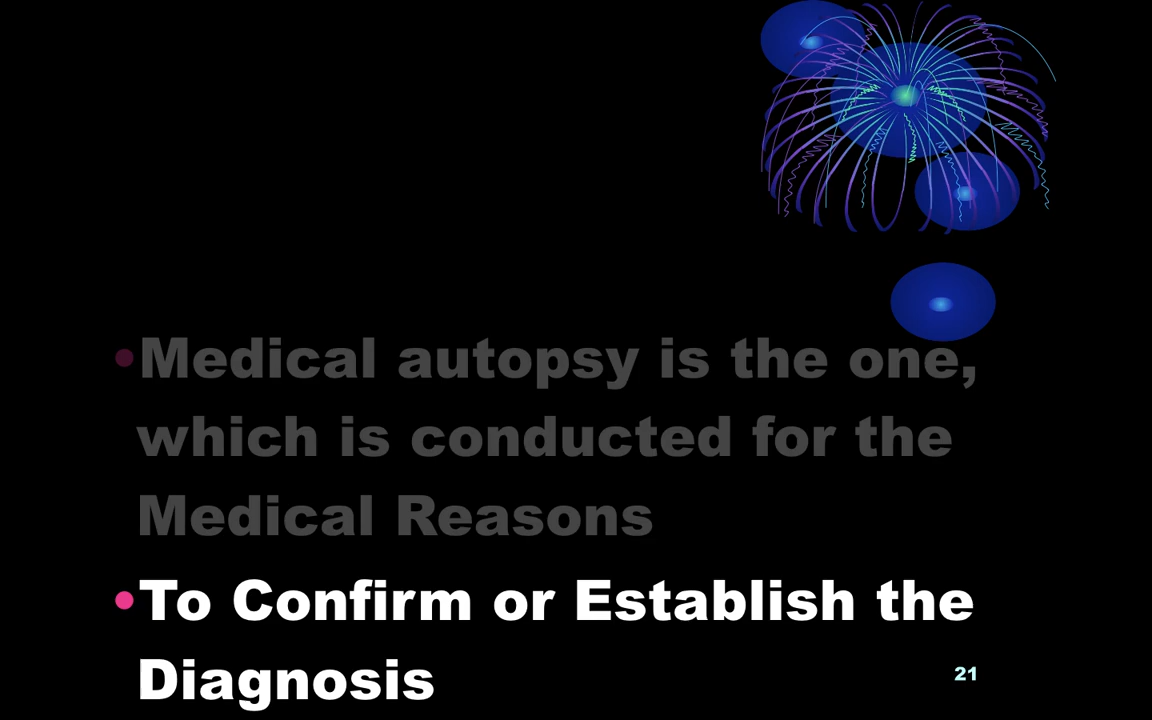 •Medical autopsy is the one,
which is conducted for the
Medical Reasons
•To Confirm or Establish the
Diagnosis
21